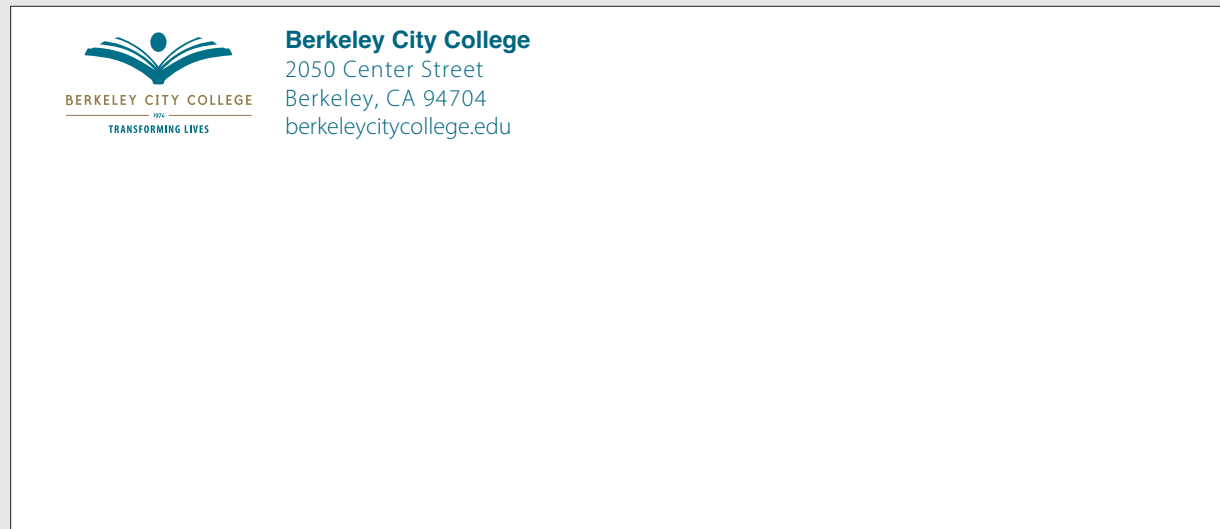 BERKELEY CITY COLLEGE
1974
TRANSFORMING LIVES
Berkeley City College
2050 Center Street
Berkeley, CA 94704
berkeleycitycollege.edu